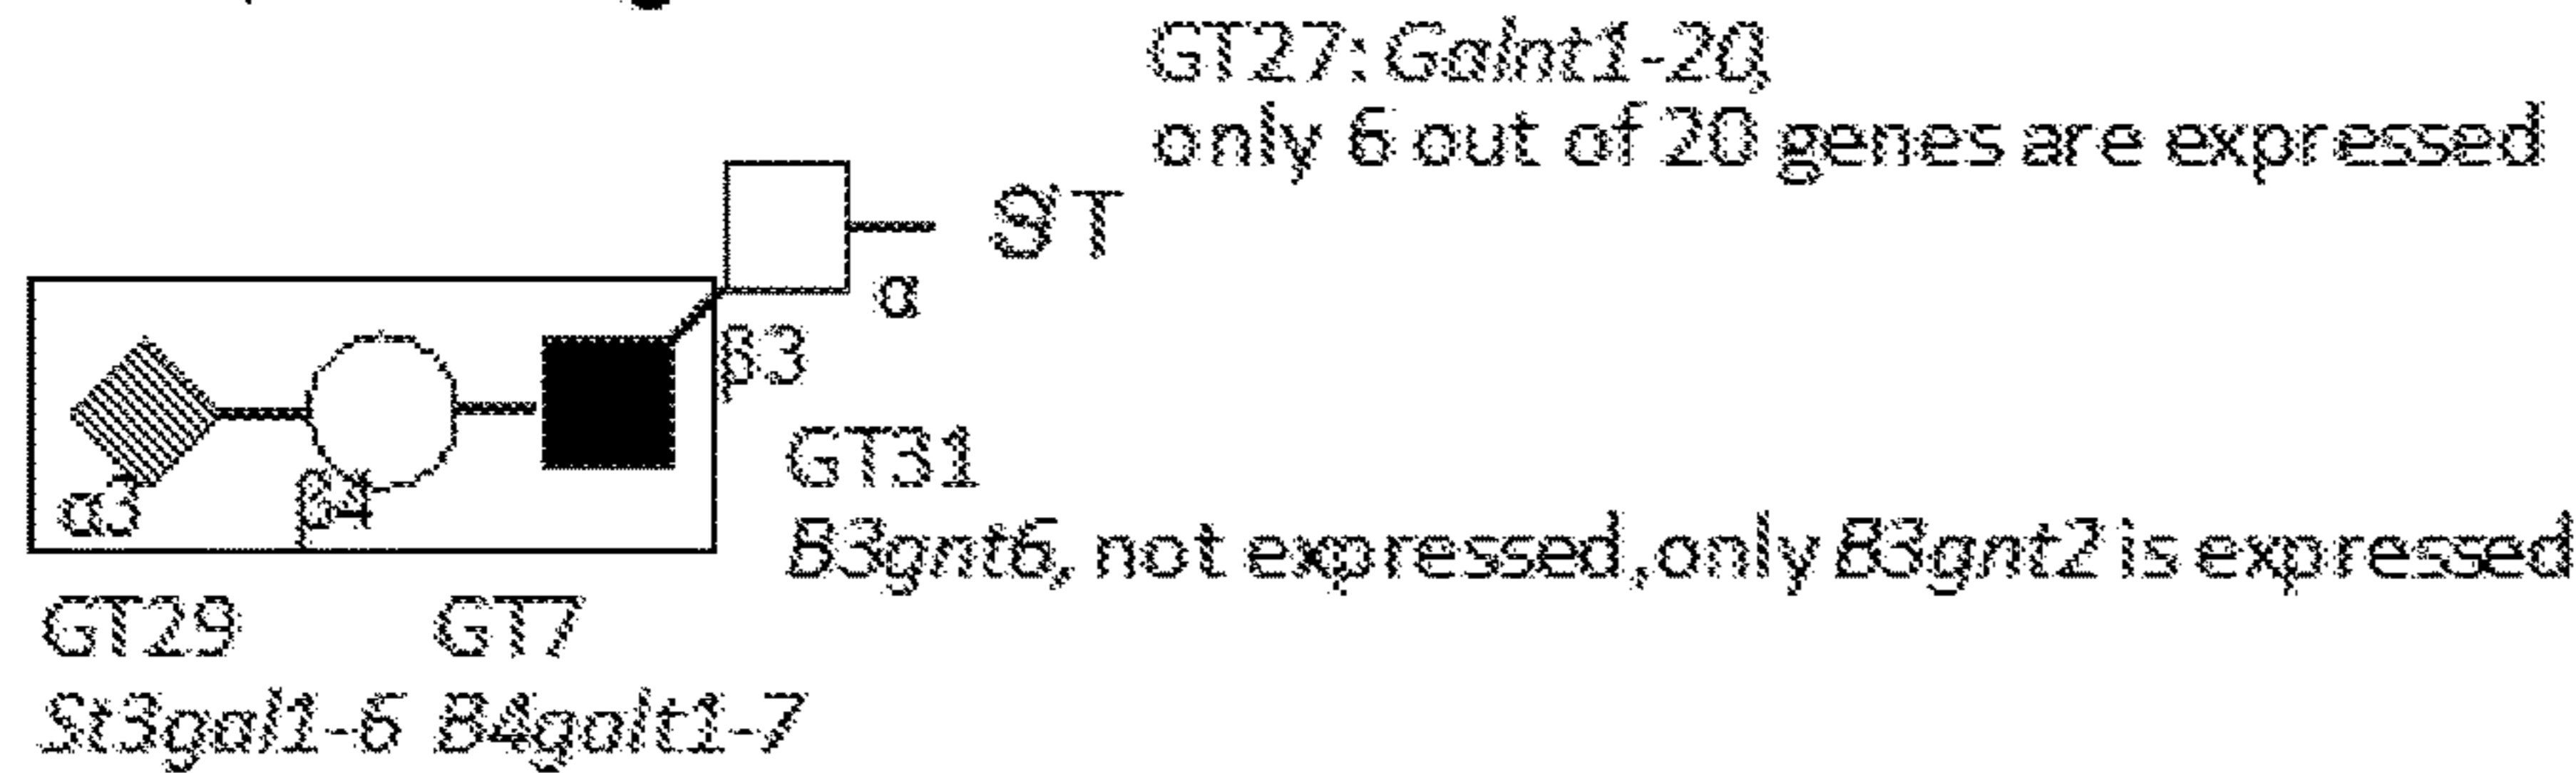 GT27: Galnt1-20,
only 6 out of 20 genes are expressed
S/T
α
β3
α3
β4
GT31
B3gnt6, not expressed, only B3gnt2 is expressed
GT29 GT7
St3gal1-6 B4galt1-7